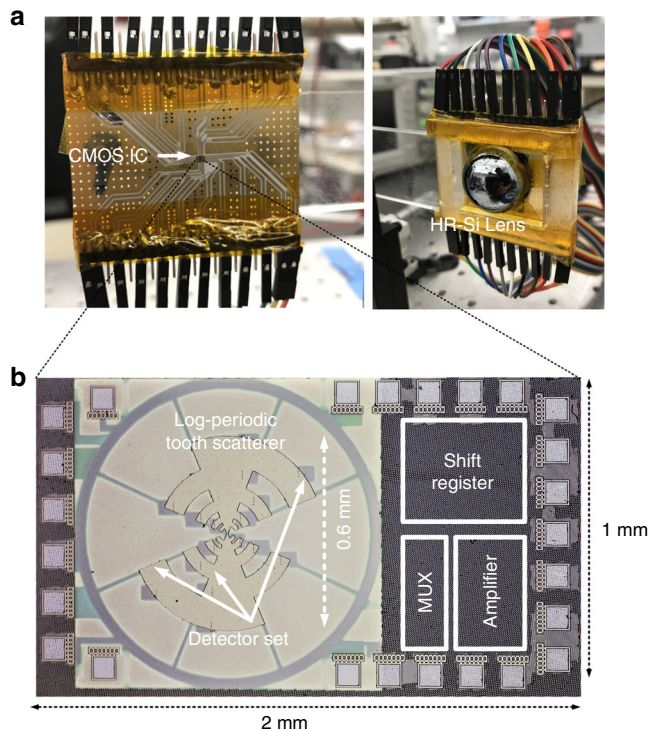 a
CMOS IC
HR-Si Lens
b
Log-periodic
tooth scatterer
Shift
register
0.6 mm
1 mm
MUX
Amplifier
Detector set
2 mm